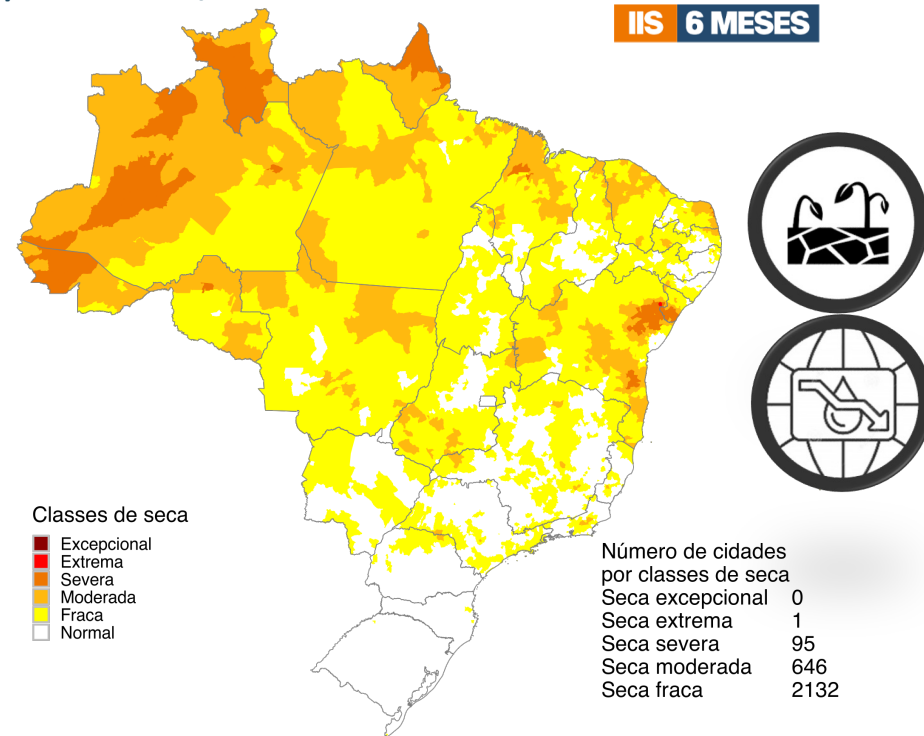 IIS 6 MESES
Classes de seca
Excepcional
Extrema
Severa
Moderada
Fraca
Normal
Número de cidades
por classes de seca
Seca excepcional 0
Seca extrema 1
Seca severa 95
Seca moderada 646
Seca fraca 2132